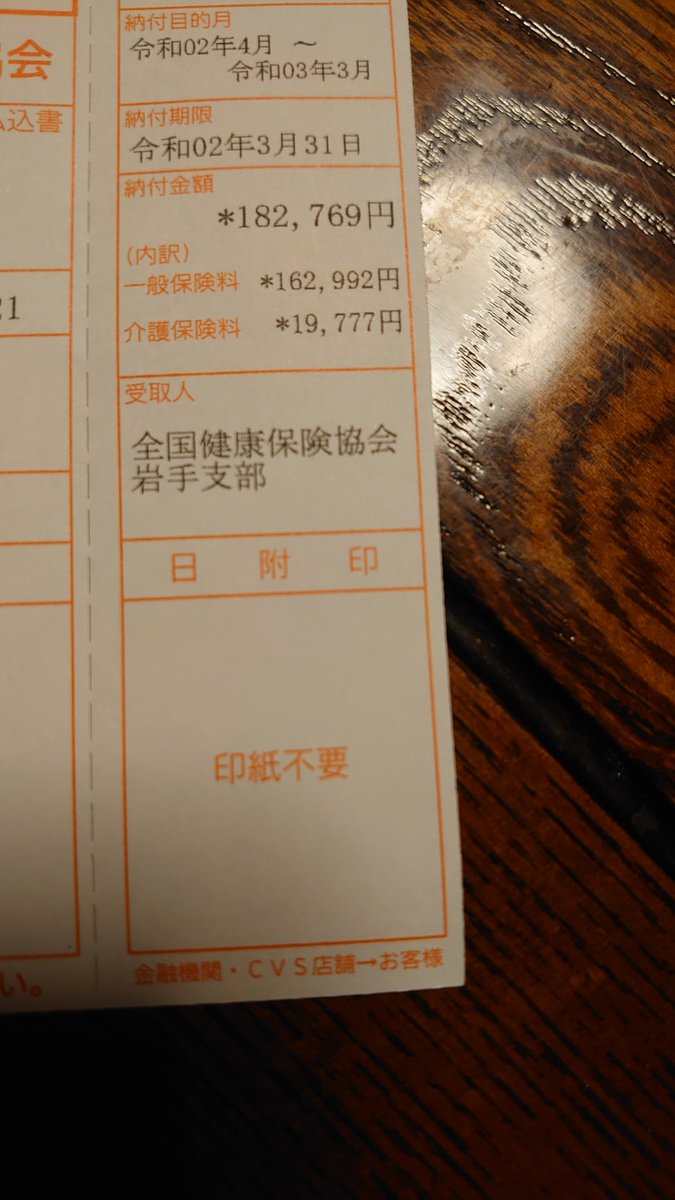 会
込書
21
い。
納付目的月
令和02年4月 ～
令和03年3月
納付期限
令和02年3月31日
納付金額
*182,769円
(内訳)
一般保険料 *162,992円
介護保険料 *19,777円
受取人
全国健康保険協会
岩手支部
日 附 印
印紙不要
金融機関・CVS店舗→お客様